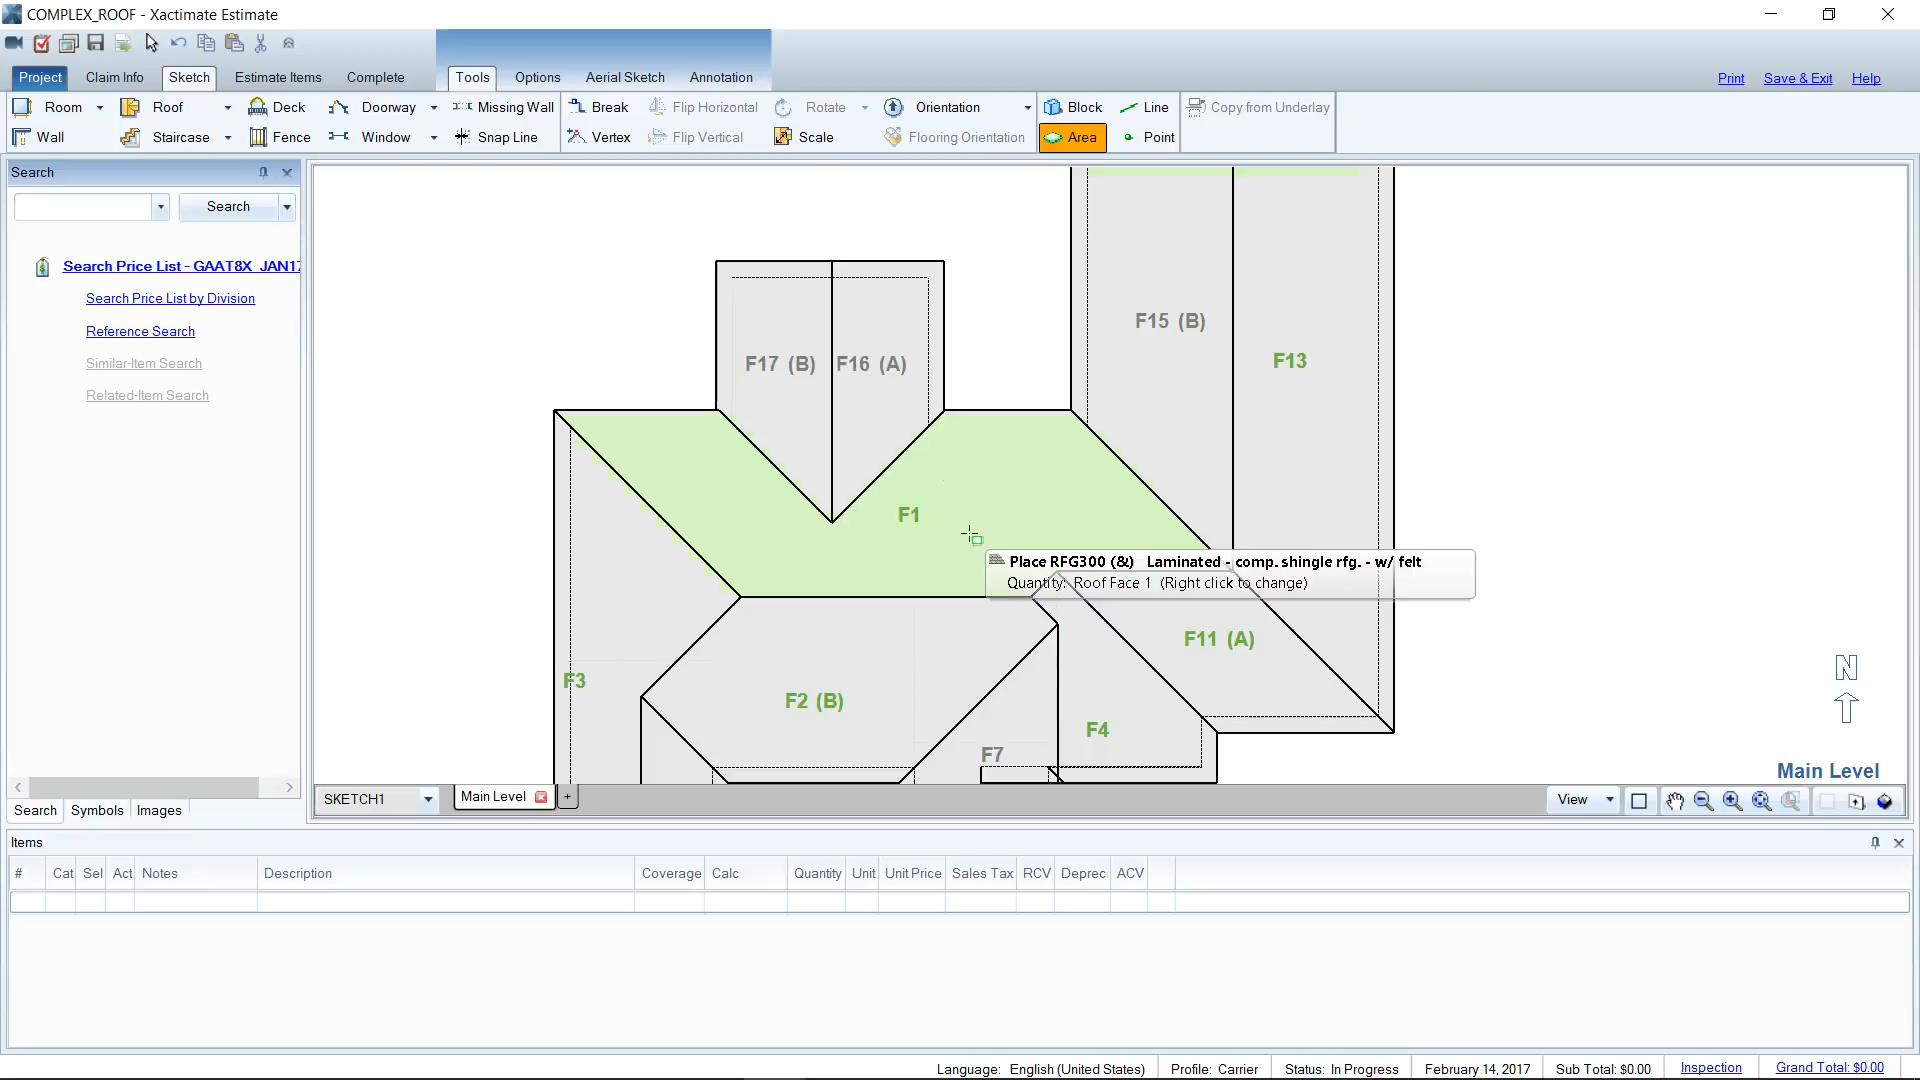 COMPLEX_ROOF - Xactimate Estimate
Project Claim Info Sketch Estimate Items Complete Tools Options Aerial Sketch Annotation Print Save & Exit Help
Room Roof Deck Doorway Missing Wall Break Flip Horizontal Rotate Orientation Block Line Copy from Underlay
Wall Staircase Fence Window Snap Line Vertex Flip Vertical Scale Flooring Orientation Area Point
Search
Search
Search Price List - GAAT8X_JAN17
Search Price List by Division
Reference Search
Similar-Item Search
Related-Item Search
F15 (B)
F13
F17 (B) F16 (A)
F1
Place RFG300 (&) Laminated - comp. shingle rfg. - w/ felt
Quantity: Roof Face 1 (Right click to change)
F11 (A)
N
F3
F2 (B)
F4
F7
Main Level
SKETCH1 Main Level + View
Search Symbols Images
Items
# Cat Sel Act Notes Description Coverage Calc Quantity Unit Unit Price Sales Tax RCV Deprec ACV
Language: English (United States) Profile: Carrier Status: In Progress February 14, 2017 Sub Total: $0.00 Inspection Grand Total: $0.00